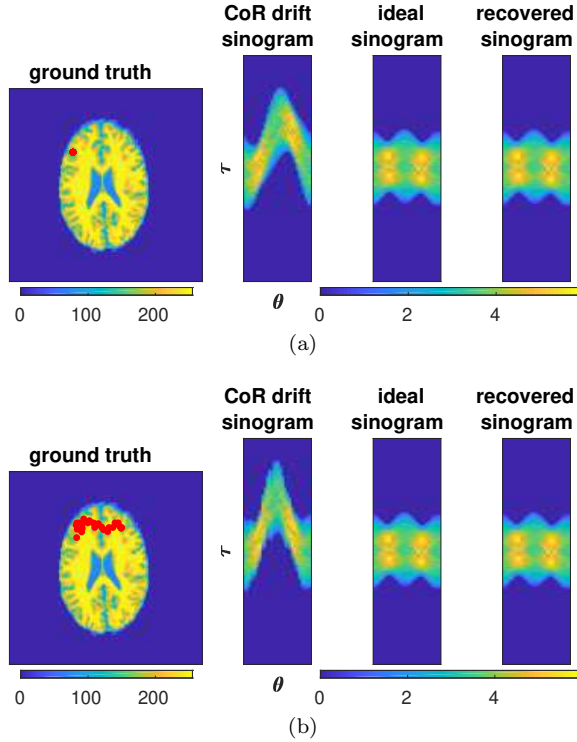 CoR drift ideal recovered
sinogram sinogram sinogram
ground truth
τ
0 100 200
θ
0 2 4
(a)
CoR drift ideal recovered
sinogram sinogram sinogram
ground truth
τ
0 100 200
θ
0 2 4
(b)